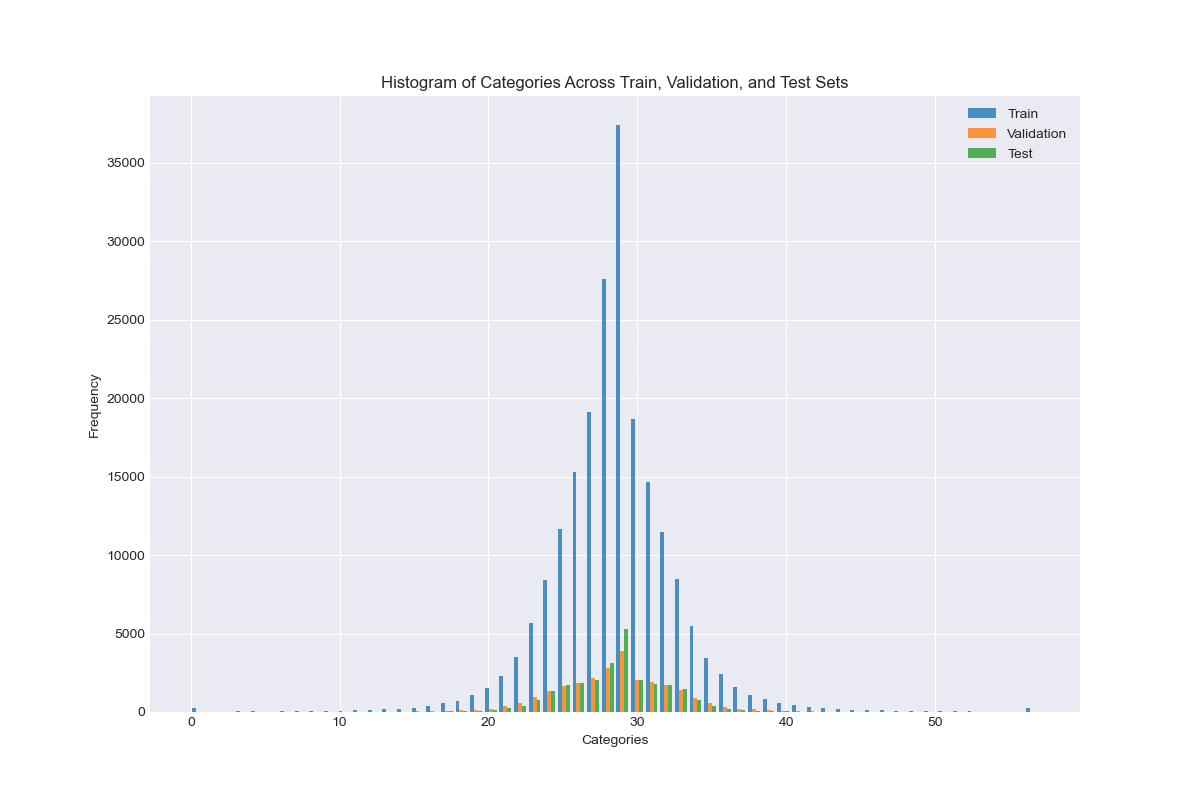 Histogram of Categories Across Train, Validation, and Test Sets
Train
Validation
Test
35000
30000
25000
20000
15000
10000
5000
0
Frequency
0 10 20 30 40 50
Categories